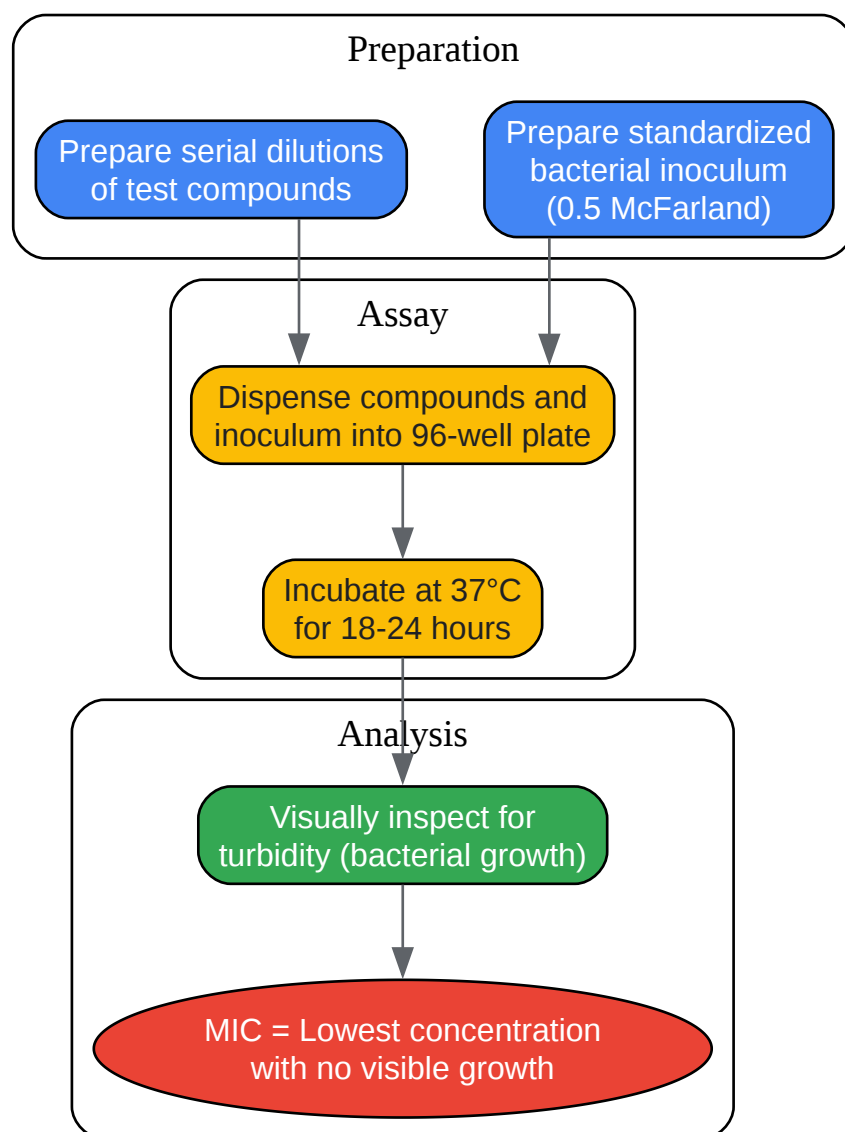 Preparation
Prepare serial dilutions
of test compounds
Prepare standardized
bacterial inoculum
(0.5 McFarland)
Assay
Dispense compounds and
inoculum into 96-well plate
Incubate at 37°C
for 18-24 hours
Analysis
Visually inspect for
turbidity (bacterial growth)
MIC = Lowest concentration
with no visible growth